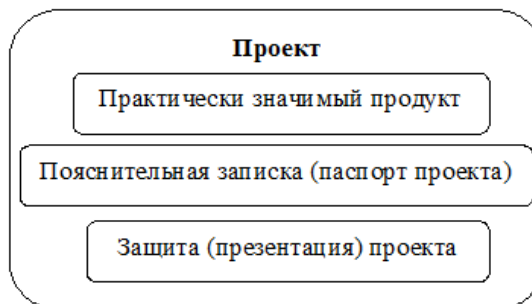 Проект
Практически значимый продукт
Пояснительная записка (паспорт проекта)
Защита (презентация) проекта